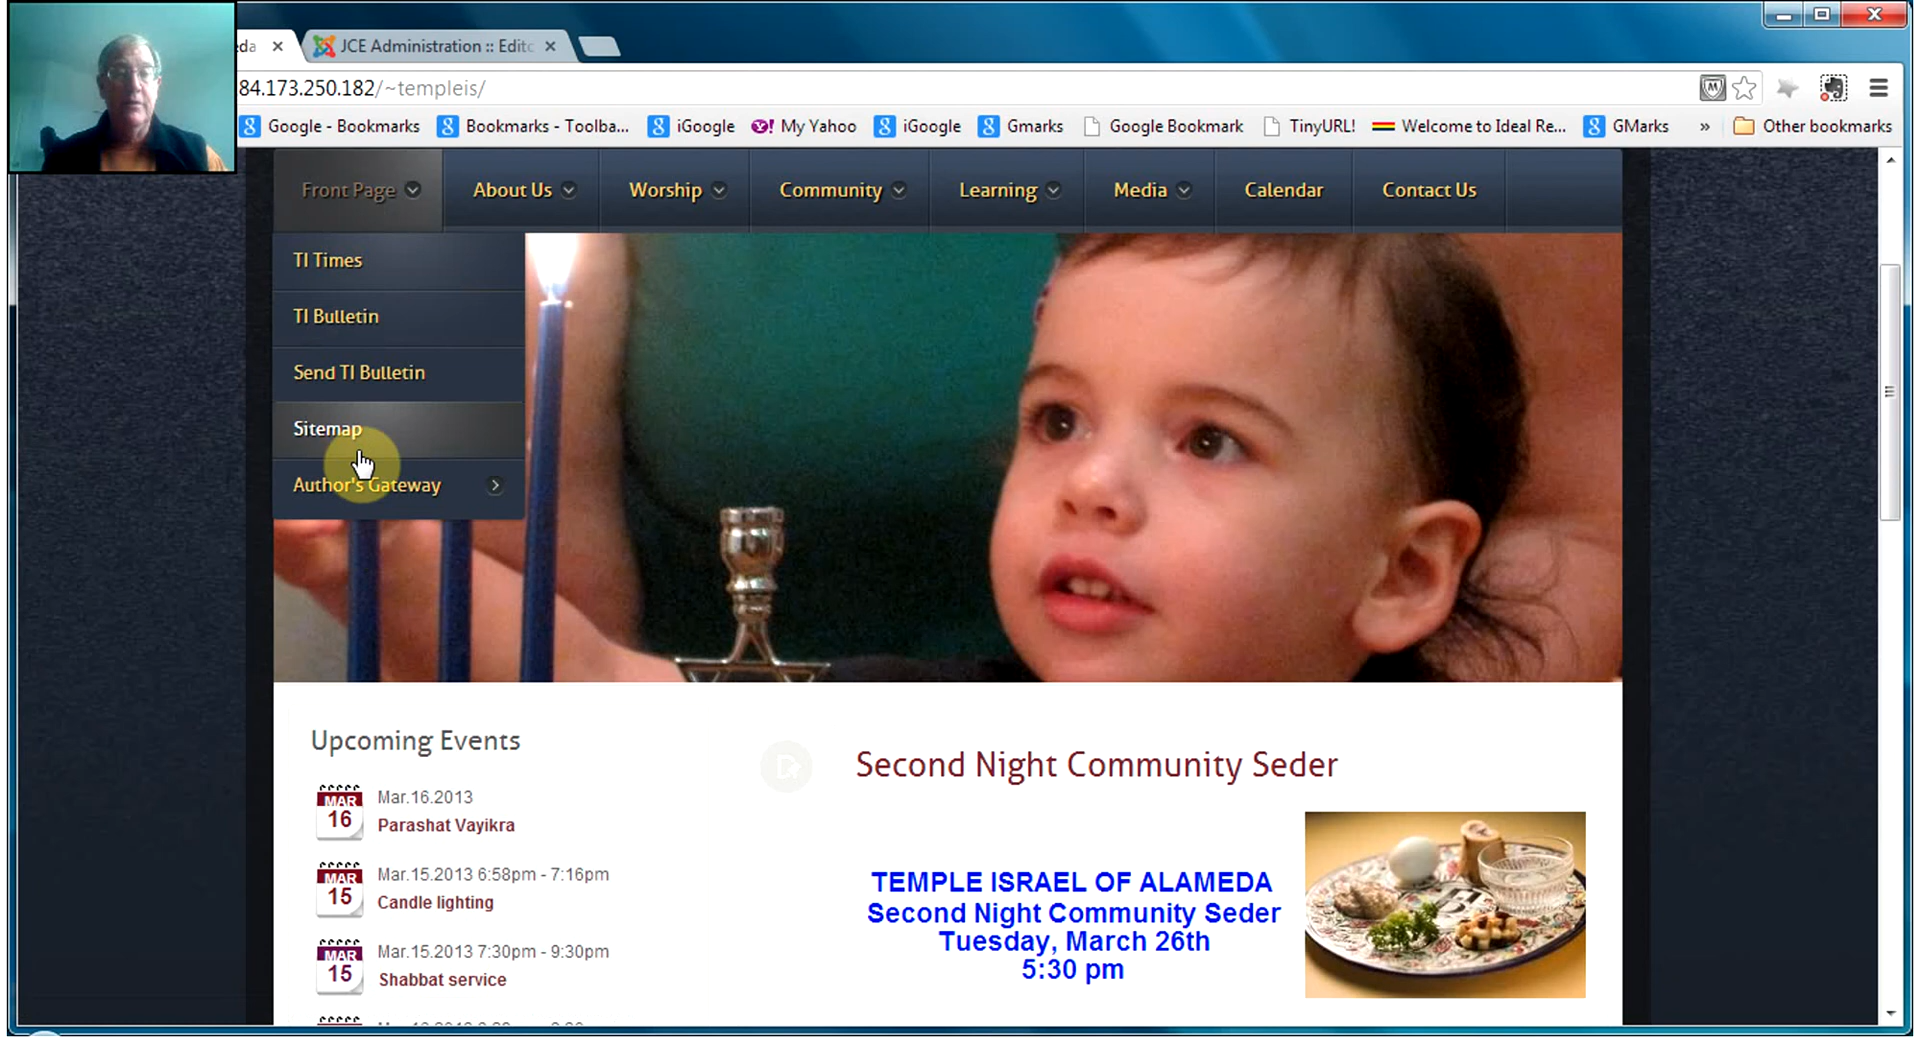 eda
JCE Administration :: Edito
84.173.250.182/~templeis/
Google - Bookmarks
Bookmarks - Toolba...
iGoogle
My Yahoo
iGoogle
Gmarks
Google Bookmark
TinyURL!
Welcome to Ideal Re...
GMarks
»
Other bookmarks
Front Page
About Us
Worship
Community
Learning
Media
Calendar
Contact Us
TI Times
TI Bulletin
Send TI Bulletin
Sitemap
Author's Gateway
Upcoming Events
MAR
16
Mar.16.2013
Parashat Vayikra
MAR
15
Mar.15.2013 6:58pm - 7:16pm
Candle lighting
MAR
15
Mar.15.2013 7:30pm - 9:30pm
Shabbat service
Second Night Community Seder
TEMPLE ISRAEL OF ALAMEDA
Second Night Community Seder
Tuesday, March 26th
5:30 pm